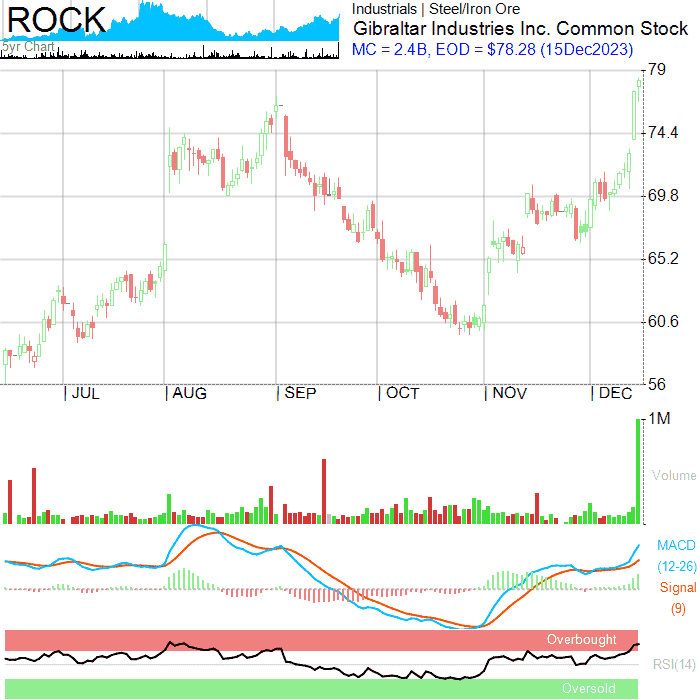 ROCK
5yr Chart
Industrials | Steel/Iron Ore
Gibraltar Industries Inc. Common Stock
MC = 2.4B, EOD = $78.28 (15Dec2023)
79
74.4
69.8
65.2
60.6
56
JUL AUG SEP OCT NOV DEC
1M
Volume
MACD
(12-26)
Signal
(9)
Overbought
RSI(14)
Oversold